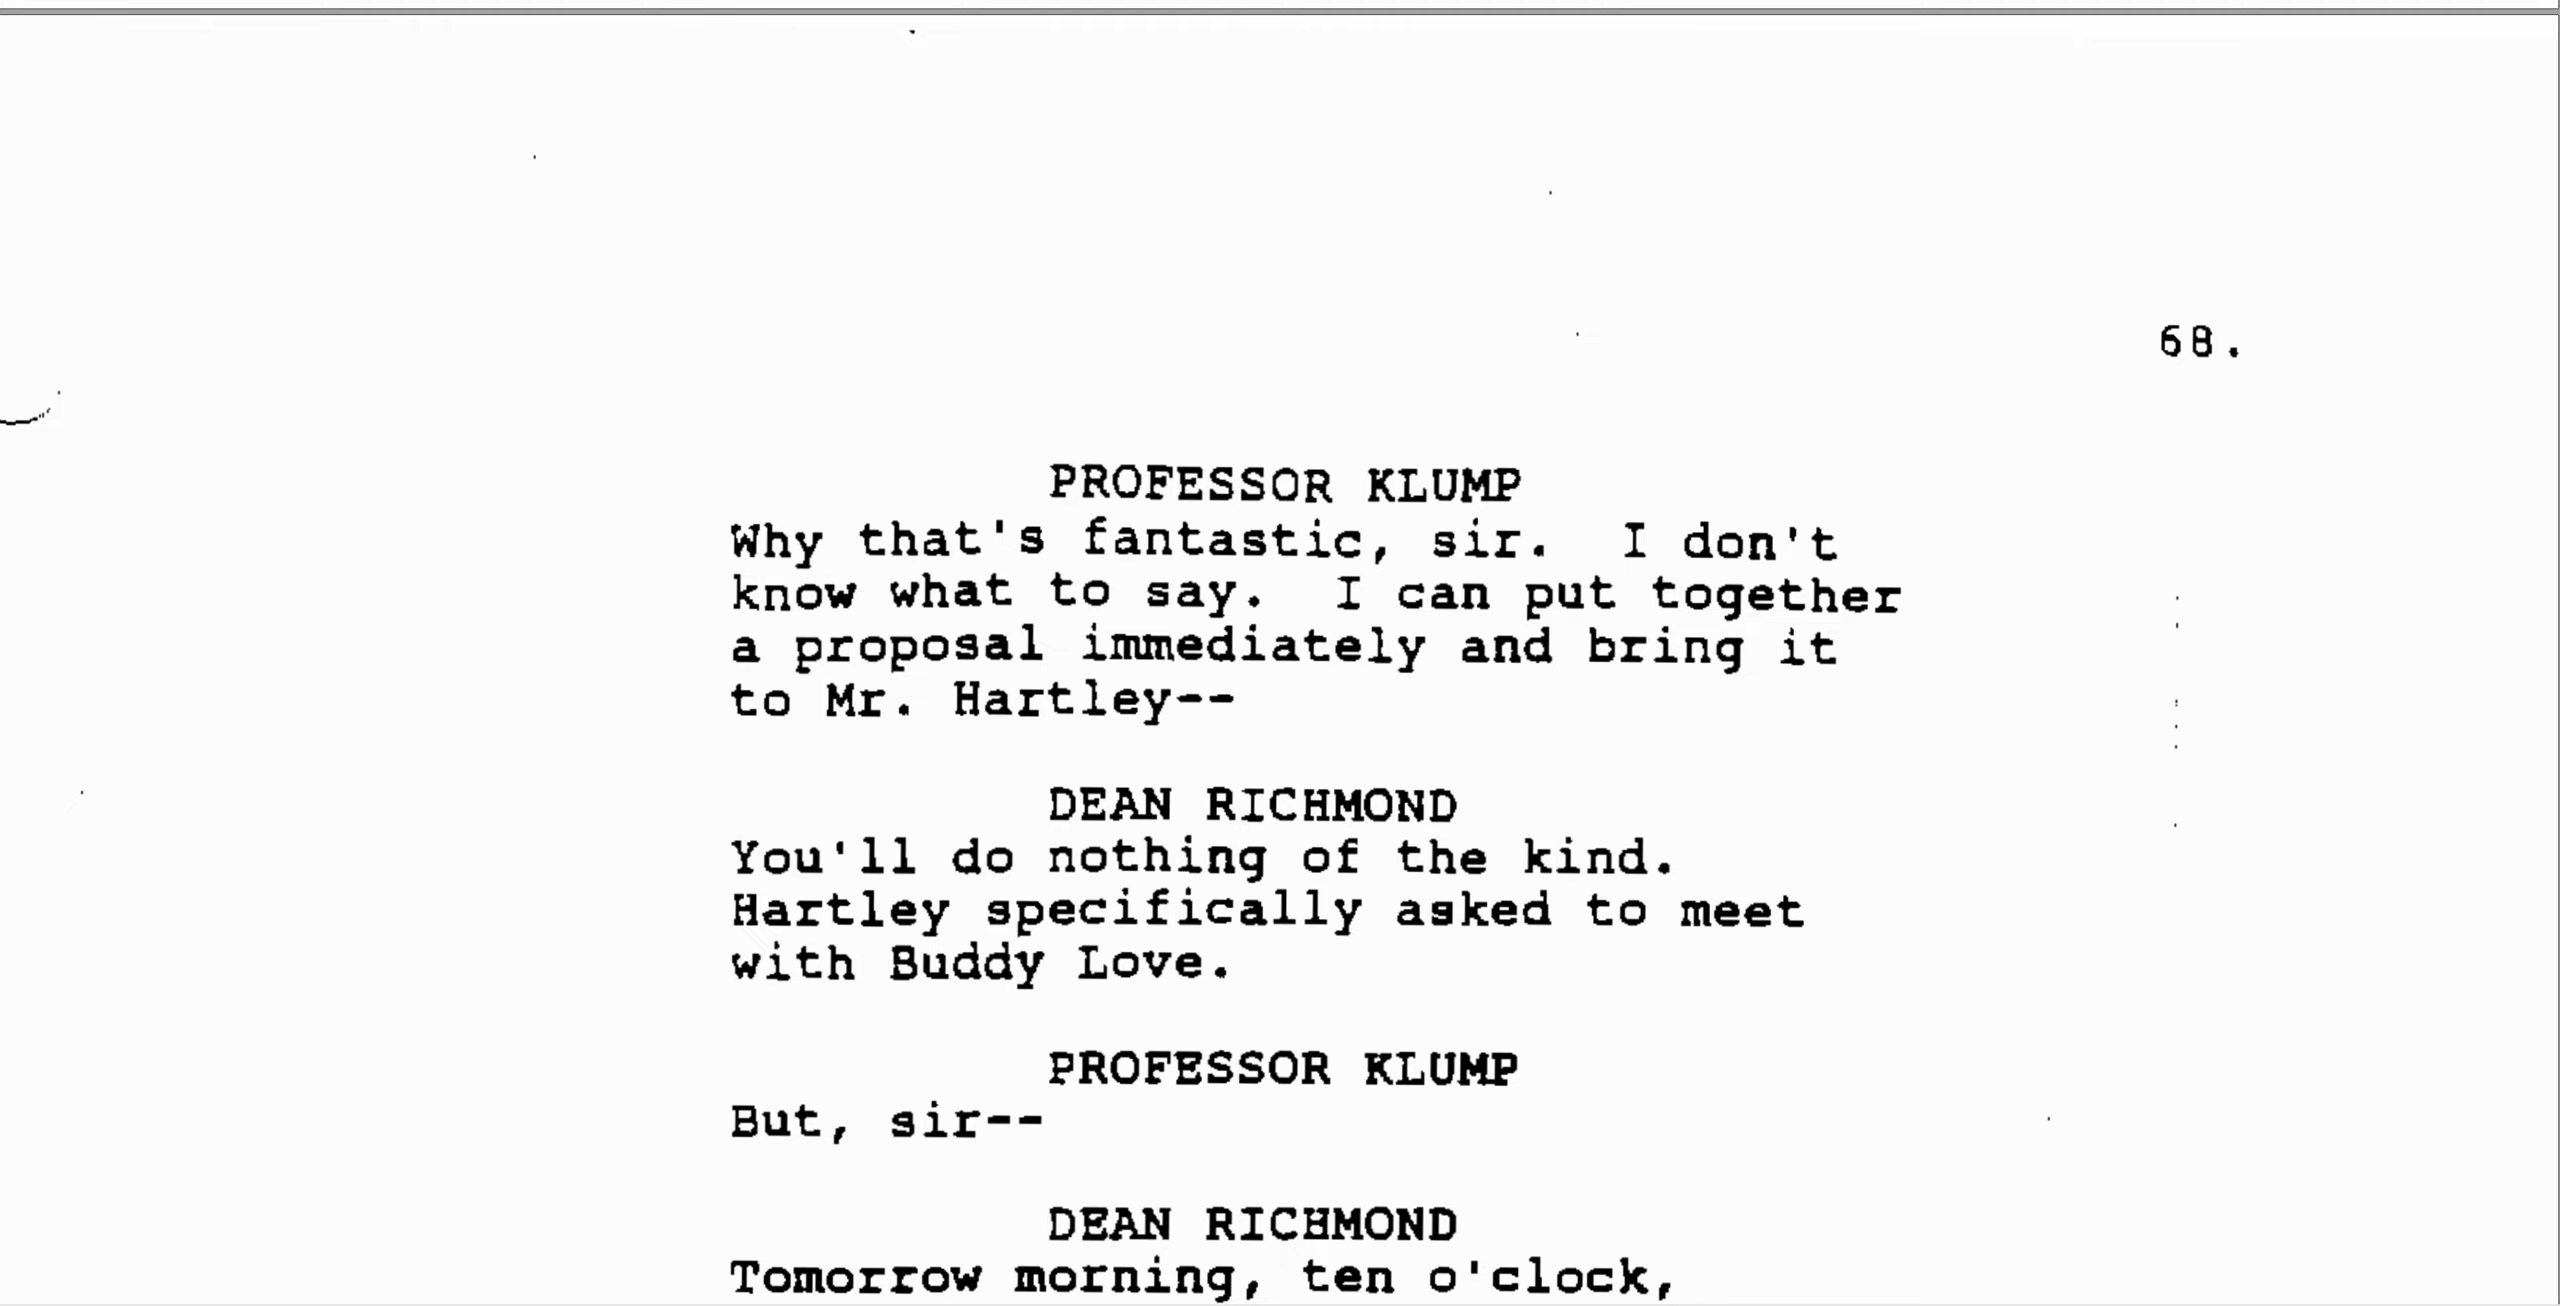 68.
PROFESSOR KLUMP
Why that's fantastic, sir.  I don't
know what to say.  I can put together
a proposal immediately and bring it
to Mr. Hartley--
DEAN RICHMOND
You'll do nothing of the kind.
Hartley specifically asked to meet
with Buddy Love.
PROFESSOR KLUMP
But, sir--
DEAN RICHMOND
Tomorrow morning, ten o'clock,